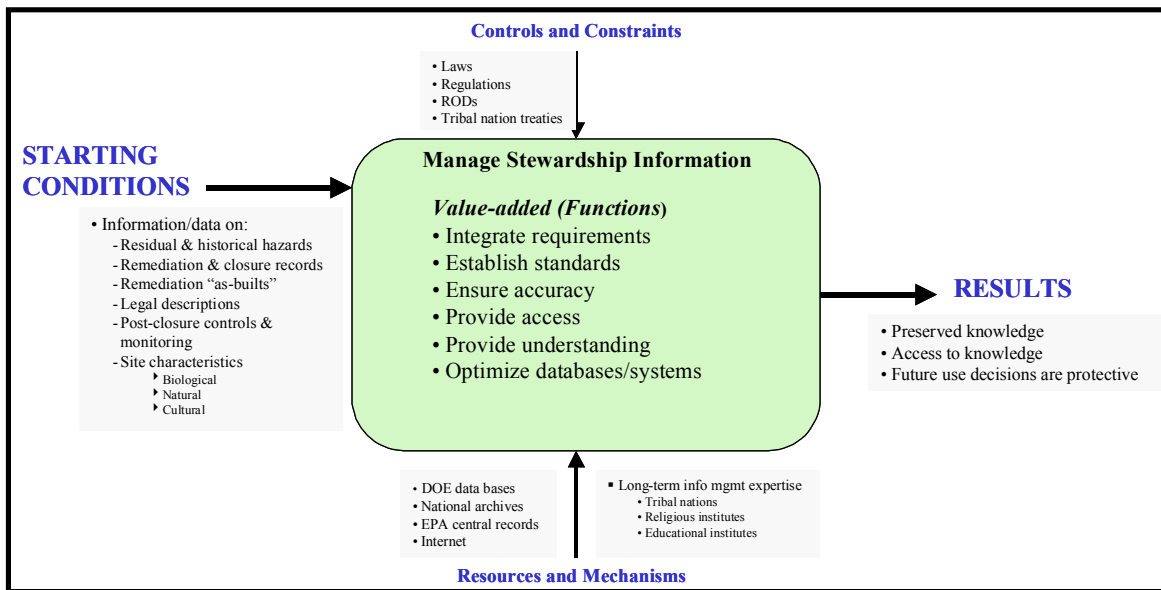 Controls and Constraints
• Laws
• Regulations
• RODs
• Tribal nation treaties
STARTING
CONDITIONS
• Information/data on:
- Residual & historical hazards
- Remediation & closure records
- Remediation “as-builts”
- Legal descriptions
- Post-closure controls &
monitoring
- Site characteristics
Biological
Natural
Cultural
Manage Stewardship Information
Value-added (Functions)
• Integrate requirements
• Establish standards
• Ensure accuracy
• Provide access
• Provide understanding
• Optimize databases/systems
RESULTS
• Preserved knowledge
• Access to knowledge
• Future use decisions are protective
• DOE data bases
• National archives
• EPA central records
• Internet
▪ Long-term info mgmt expertise
• Tribal nations
• Religious institutes
• Educational institutes
Resources and Mechanisms